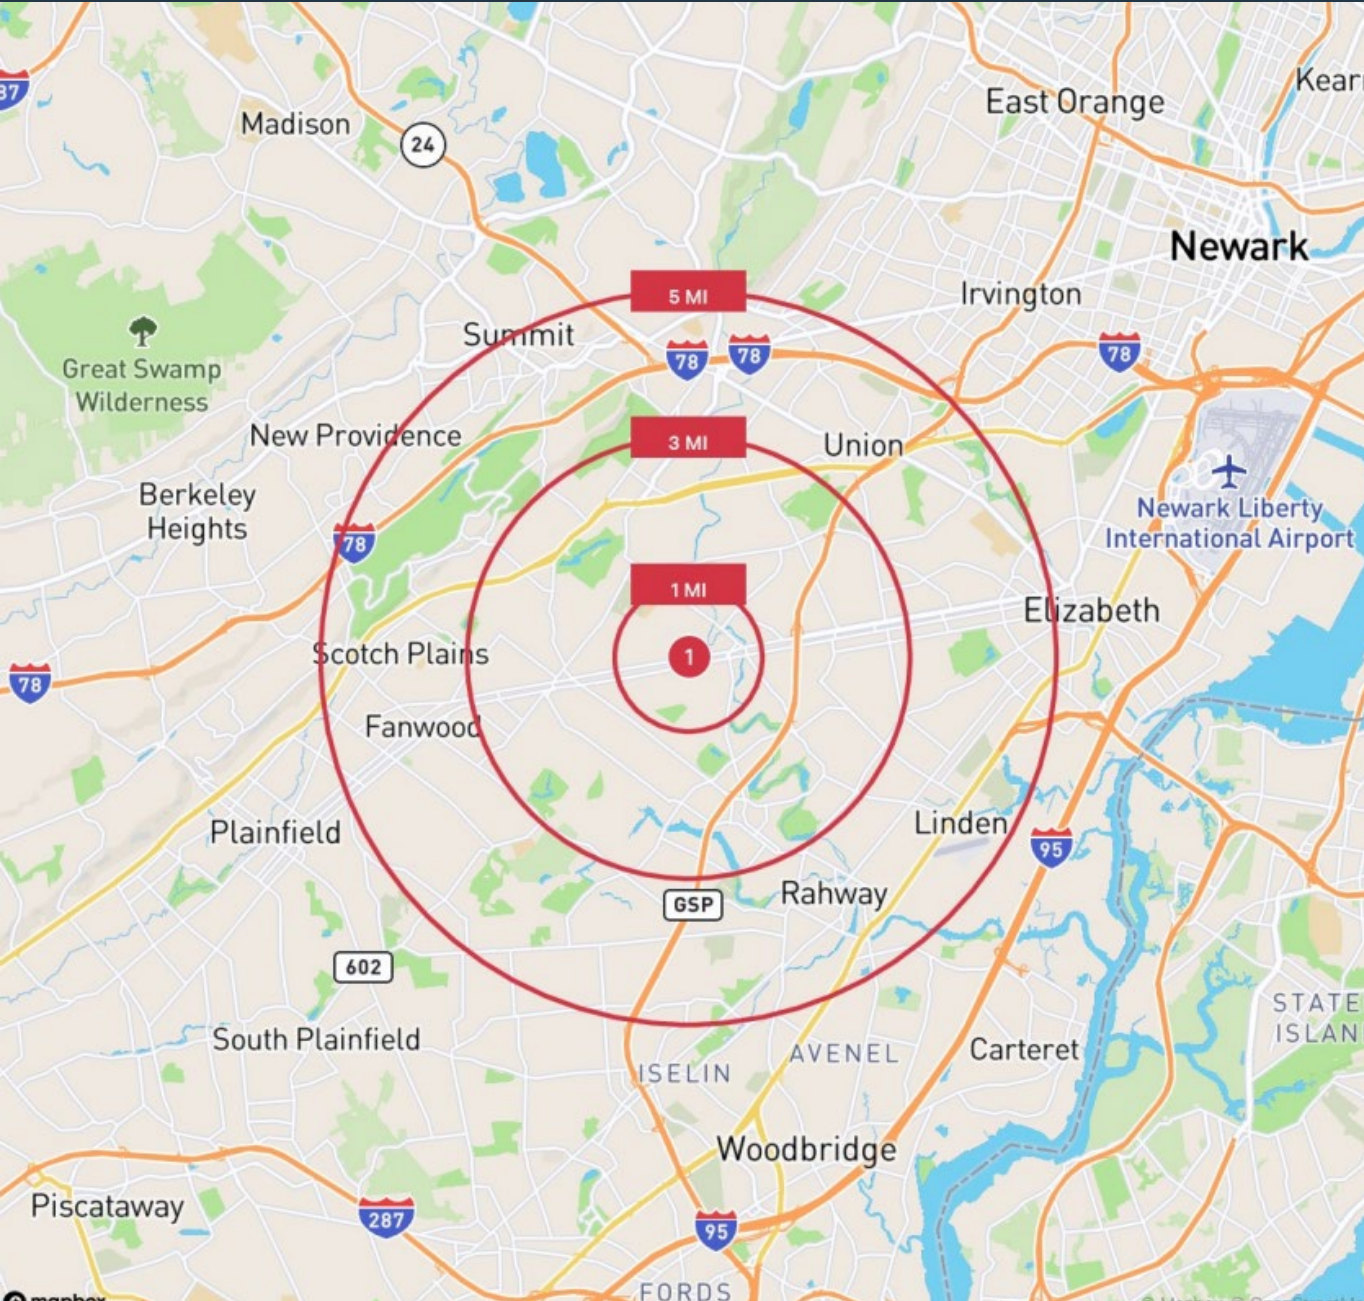 Kear
East Orange
87
Madison
24
Newark
5 MI
Irvington
Summit
78
78
78
Great Swamp
Wilderness
New Providence
3 MI
Union
Berkeley
Heights
Newark Liberty
International Airport
78
1 MI
Elizabeth
1
Scotch Plains
78
Fanwood
Linden
Plainfield
95
Rahway
GSP
602
STATE
ISLAN
South Plainfield
AVENEL
Carteret
ISELIN
Woodbridge
Piscataway
287
95
FORDS
mapbox